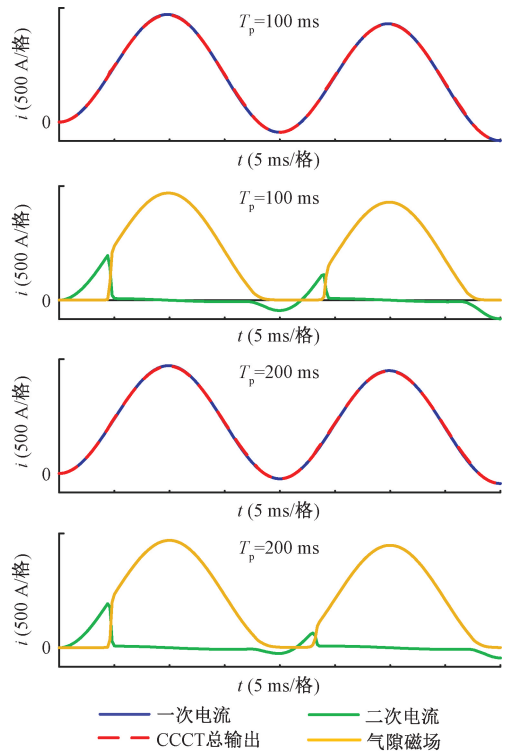 i (500 A/格)
Tp=100 ms
0
t (5 ms/格)
i (500 A/格)
Tp=100 ms
0
t (5 ms/格)
i (500 A/格)
Tp=200 ms
0
t (5 ms/格)
i (500 A/格)
Tp=200 ms
0
t (5 ms/格)
一次电流 二次电流
CCCT总输出 气隙磁场